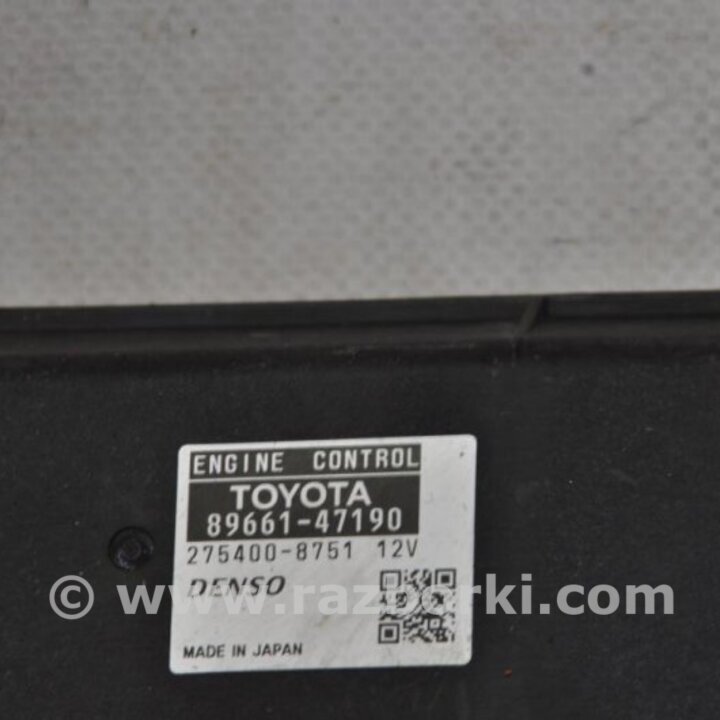 ENGINE CONTROL
TOYOTA
89661-47190
275400-8751 12V
DENSO
© www.razborki.com
MADE IN JAPAN